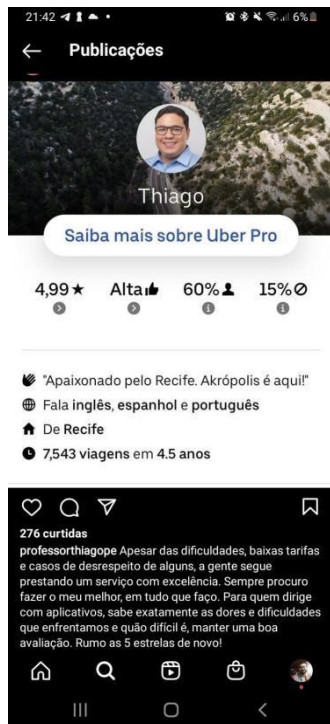 21:42
6%
Publicações
Thiago
Saiba mais sobre Uber Pro
4,99★ Alta 60% 15%
"Apaixonado pelo Recife. Akrópolis é aqui!"
Fala inglês, espanhol e português
De Recife
7,543 viagens em 4.5 anos
276 curtidas
professorthiagope Apesar das dificuldades, baixas tarifas
e casos de desrespeito de alguns, a gente segue
prestando um serviço com excelência. Sempre procuro
fazer o meu melhor, em tudo que faço. Para quem dirige
com aplicativos, sabe exatamente as dores e dificuldades
que enfrentamos e quão difícil é, manter uma boa
avaliação. Rumo as 5 estrelas de novo!